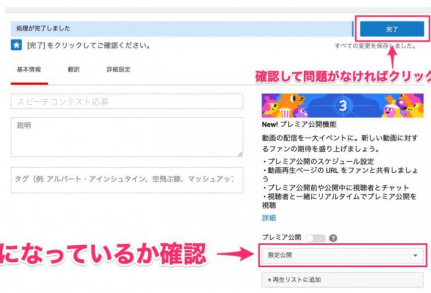 処理が完了しました
完了
[完了] をクリックしてご確認ください。
すべての変更を保存しました。
基本情報
翻訳
詳細設定
確認して問題がなければクリック
スピーチコンテスト応募
説明
タグ（例: アルバート・アインシュタイン、空飛ぶ豚、マッシュアッ
3
New! プレミア公開機能
動画の配信を一大イベントに。新しい動画に対す
るファンの期待を盛り上げましょう。
・プレミア公開のスケジュール設定
・動画再生ページの URL をファンと共有しましょ
う
・プレミア公開前や公開中に視聴者とチャット
・視聴者と一緒にリアルタイムでプレミア公開を
視聴
詳細
プレミア公開
になっているか確認
限定公開
+ 再生リストに追加